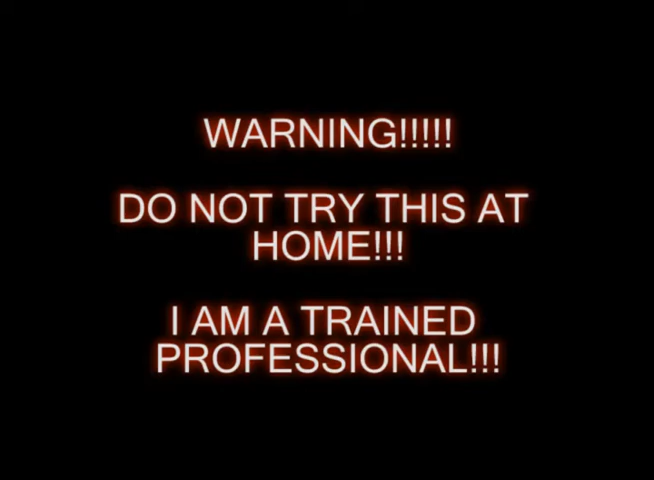 WARNING!!!!!
DO NOT TRY THIS AT
HOME!!!
I AM A TRAINED
PROFESSIONAL!!!